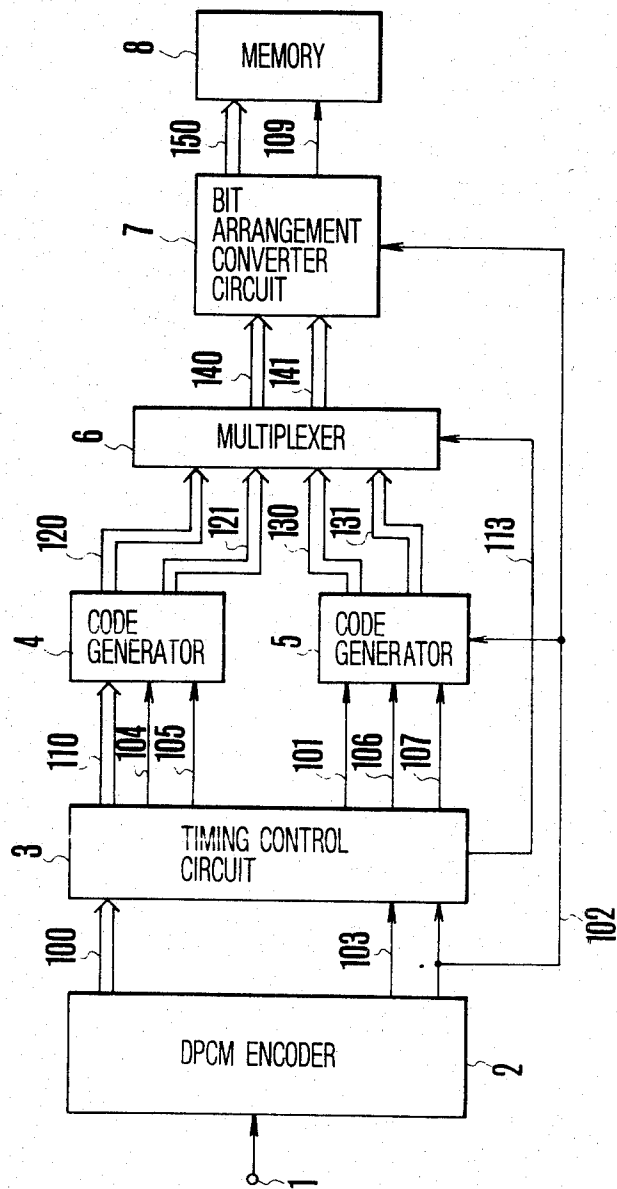 1
DPCM ENCODER
2
100
103
102
3
TIMING CONTROL
CIRCUIT
110
104
105
101
106
107
113
4
CODE
GENERATOR
5
CODE
GENERATOR
120
121
130
131
6
MULTIPLEXER
140
141
7
BIT
ARRANGEMENT
CONVERTER
CIRCUIT
150
109
8
MEMORY